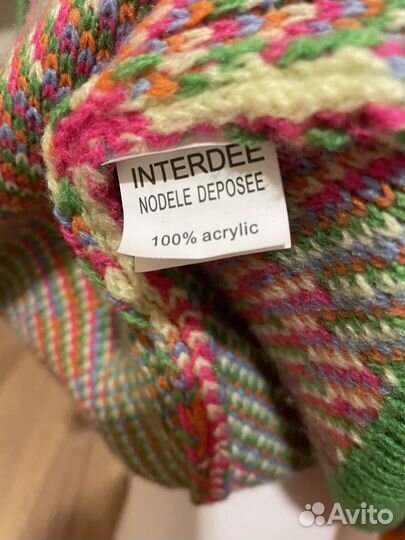 INTERDEE
NODELE DEPOSEE
100% acrylic
Avito